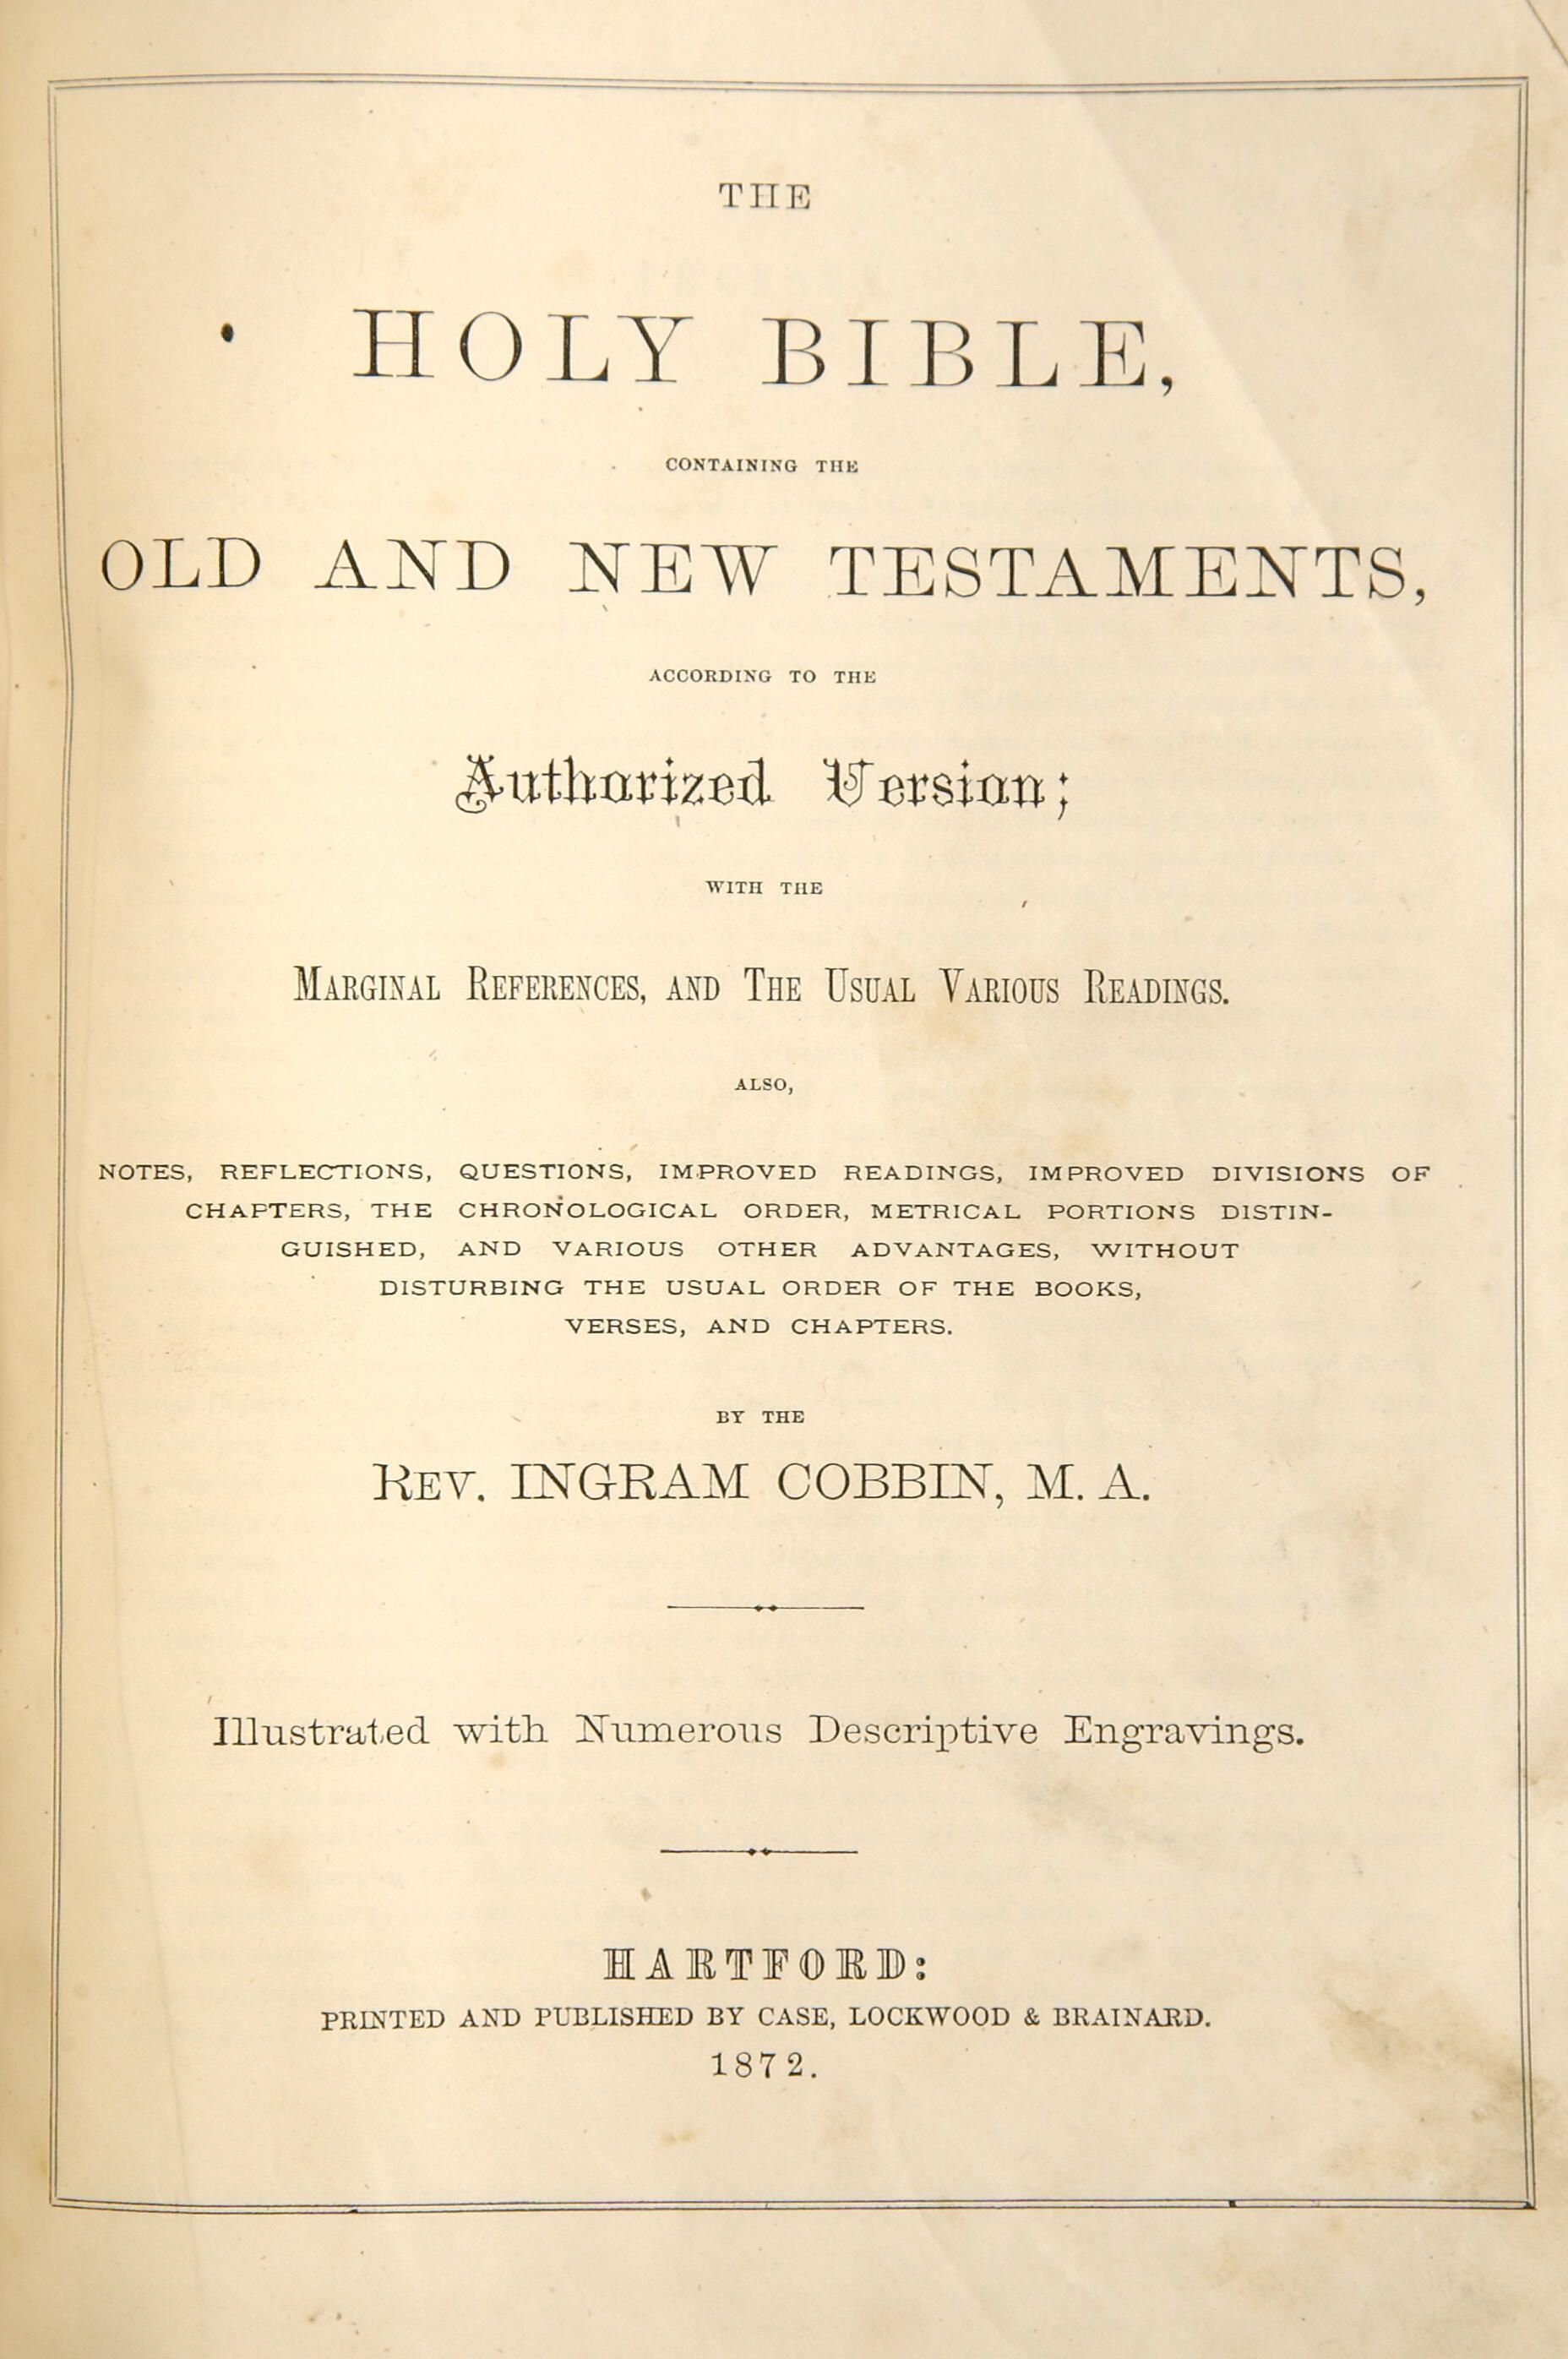 THE
HOLY BIBLE,
CONTAINING THE
OLD AND NEW TESTAMENTS,
ACCORDING TO THE
Authorized Version;
WITH THE
MARGINAL REFERENCES, AND THE USUAL VARIOUS READINGS.
ALSO,
NOTES, REFLECTIONS, QUESTIONS, IMPROVED READINGS, IMPROVED DIVISIONS OF
CHAPTERS, THE CHRONOLOGICAL ORDER, METRICAL PORTIONS DISTIN-
GUISHED, AND VARIOUS OTHER ADVANTAGES, WITHOUT
DISTURBING THE USUAL ORDER OF THE BOOKS,
VERSES, AND CHAPTERS.
BY THE
REV. INGRAM COBBIN, M. A.
Illustrated with Numerous Descriptive Engravings.
HARTFORD:
PRINTED AND PUBLISHED BY CASE, LOCKWOOD & BRAINARD.
1872.